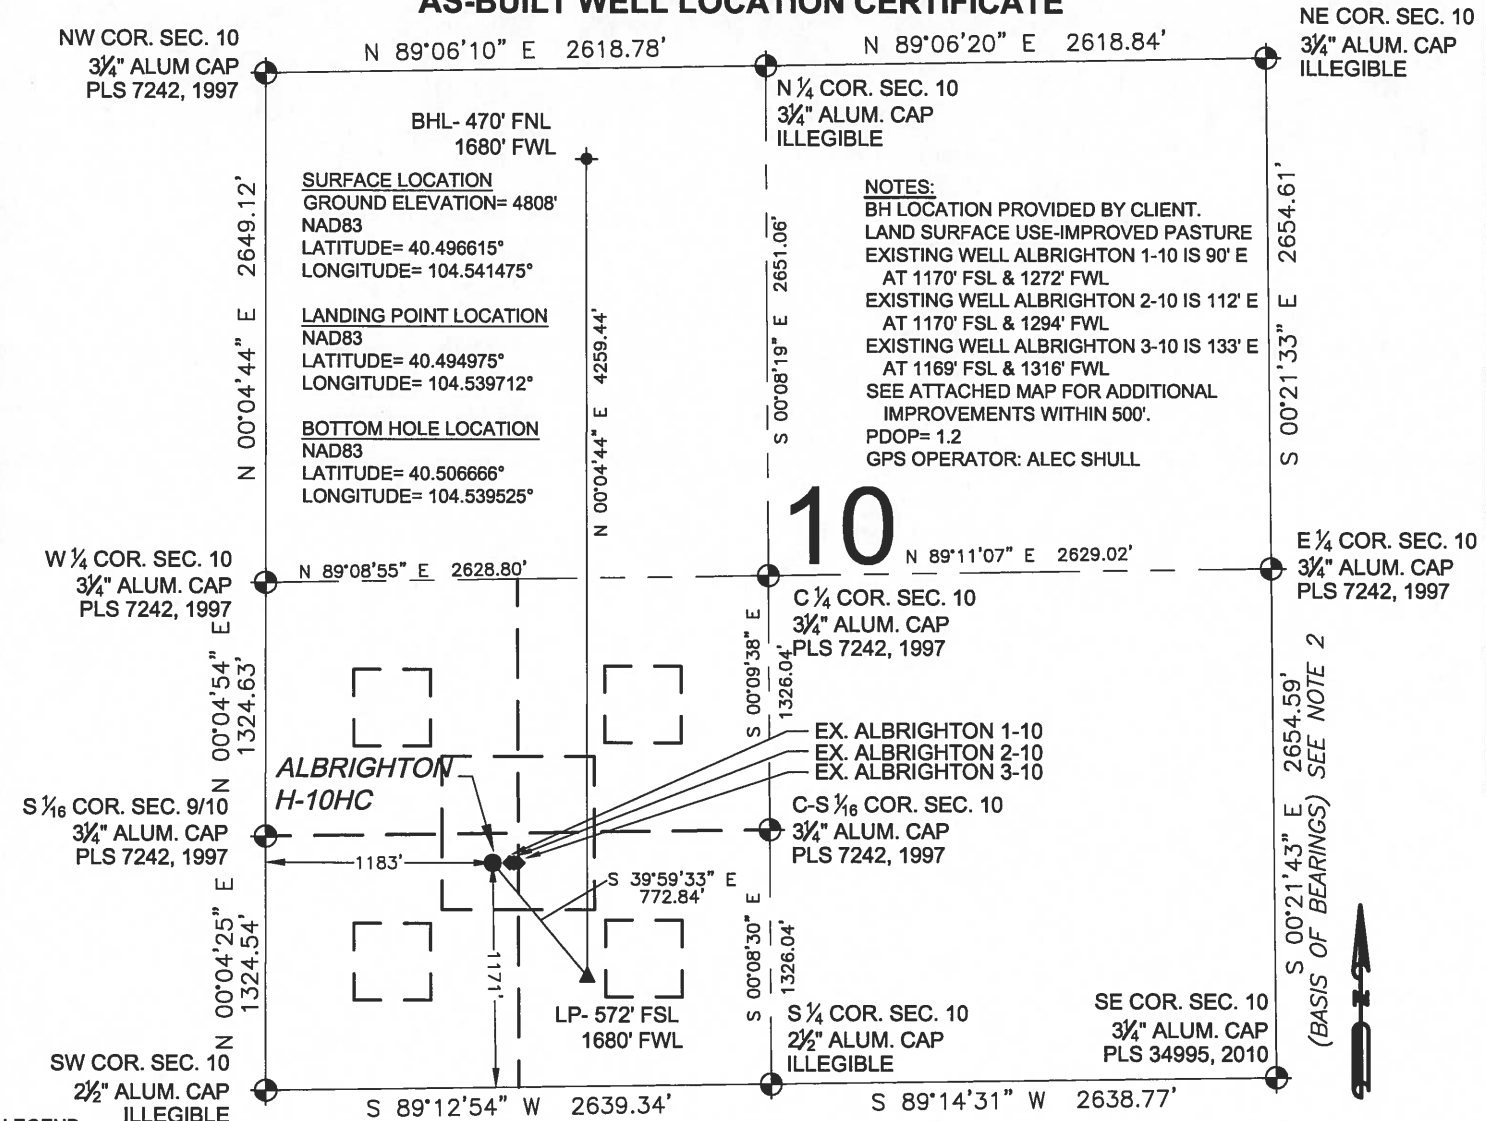 AS-BUILT WELL LOCATION CERTIFICATE
NW COR. SEC. 10
3¼" ALUM CAP
PLS 7242, 1997
N 89°06'10" E 2618.78'
N 89°06'20" E 2618.84'
NE COR. SEC. 10
3¼" ALUM. CAP
ILLEGIBLE
N ¼ COR. SEC. 10
3¼" ALUM. CAP
ILLEGIBLE
BHL- 470' FNL
1680' FWL
N 00°04'44" E 2649.12'
SURFACE LOCATION
GROUND ELEVATION= 4808'
NAD83
LATITUDE= 40.496615°
LONGITUDE= 104.541475°
LANDING POINT LOCATION
NAD83
LATITUDE= 40.494975°
LONGITUDE= 104.539712°
BOTTOM HOLE LOCATION
NAD83
LATITUDE= 40.506666°
LONGITUDE= 104.539525°
N 00°04'44" E 4259.44'
S 00°08'19" E 2651.06'
NOTES:
BH LOCATION PROVIDED BY CLIENT.
LAND SURFACE USE-IMPROVED PASTURE
EXISTING WELL ALBRIGHTON 1-10 IS 90' E
AT 1170' FSL & 1272' FWL
EXISTING WELL ALBRIGHTON 2-10 IS 112' E
AT 1170' FSL & 1294' FWL
EXISTING WELL ALBRIGHTON 3-10 IS 133' E
AT 1169' FSL & 1316' FWL
SEE ATTACHED MAP FOR ADDITIONAL
IMPROVEMENTS WITHIN 500'.
PDOP= 1.2
GPS OPERATOR: ALEC SHULL
S 00°21'33" E 2654.61'
10
W ¼ COR. SEC. 10
3¼" ALUM. CAP
PLS 7242, 1997
N 89°08'55" E 2628.80'
N 89°11'07" E 2629.02'
E ¼ COR. SEC. 10
3¼" ALUM. CAP
PLS 7242, 1997
C ¼ COR. SEC. 10
3¼" ALUM. CAP
PLS 7242, 1997
N 00°04'54" E
1324.63'
S 00°09'38" E
1326.04'
EX. ALBRIGHTON 1-10
EX. ALBRIGHTON 2-10
EX. ALBRIGHTON 3-10
ALBRIGHTON
H-10HC
S 1/16 COR. SEC. 9/10
3¼" ALUM. CAP
PLS 7242, 1997
C-S 1/16 COR. SEC. 10
3¼" ALUM. CAP
PLS 7242, 1997
1183'
S 39°59'33" E
772.84'
1171'
N 00°04'25" E
1324.54'
S 00°08'30" E
1326.04'
S 00°21'43" E 2654.59'
(BASIS OF BEARINGS) SEE NOTE 2
LP- 572' FSL
1680' FWL
S ¼ COR. SEC. 10
2½" ALUM. CAP
ILLEGIBLE
SE COR. SEC. 10
3¼" ALUM. CAP
PLS 34995, 2010
N
SW COR. SEC. 10
2½" ALUM. CAP
ILLEGIBLE
S 89°12'54" W 2639.34'
S 89°14'31" W 2638.77'
LEGEND